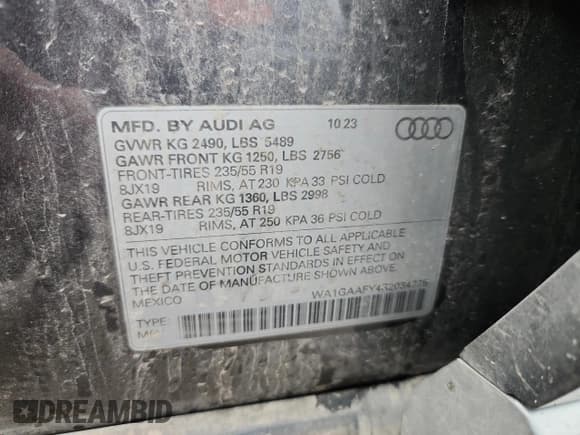 MFD. BY AUDI AG 10.23
GVWR KG 2490, LBS 5489
GAWR FRONT KG 1250, LBS 2756
FRONT-TIRES 235/55 R19
8JX19 RIMS, AT 230 KPA 33 PSI COLD
GAWR REAR KG 1360, LBS 2998
REAR-TIRES 235/55 R19
8JX19 RIMS, AT 250 KPA 36 PSI COLD
THIS VEHICLE CONFORMS TO ALL APPLICABLE
U.S. FEDERAL MOTOR VEHICLE SAFETY AND
THEFT PREVENTION STANDARDS IN EFFECT ON
THE DATE OF MANUFACTURE SHOWN ABOVE
MEXICO
TYPE:
DREAMBID